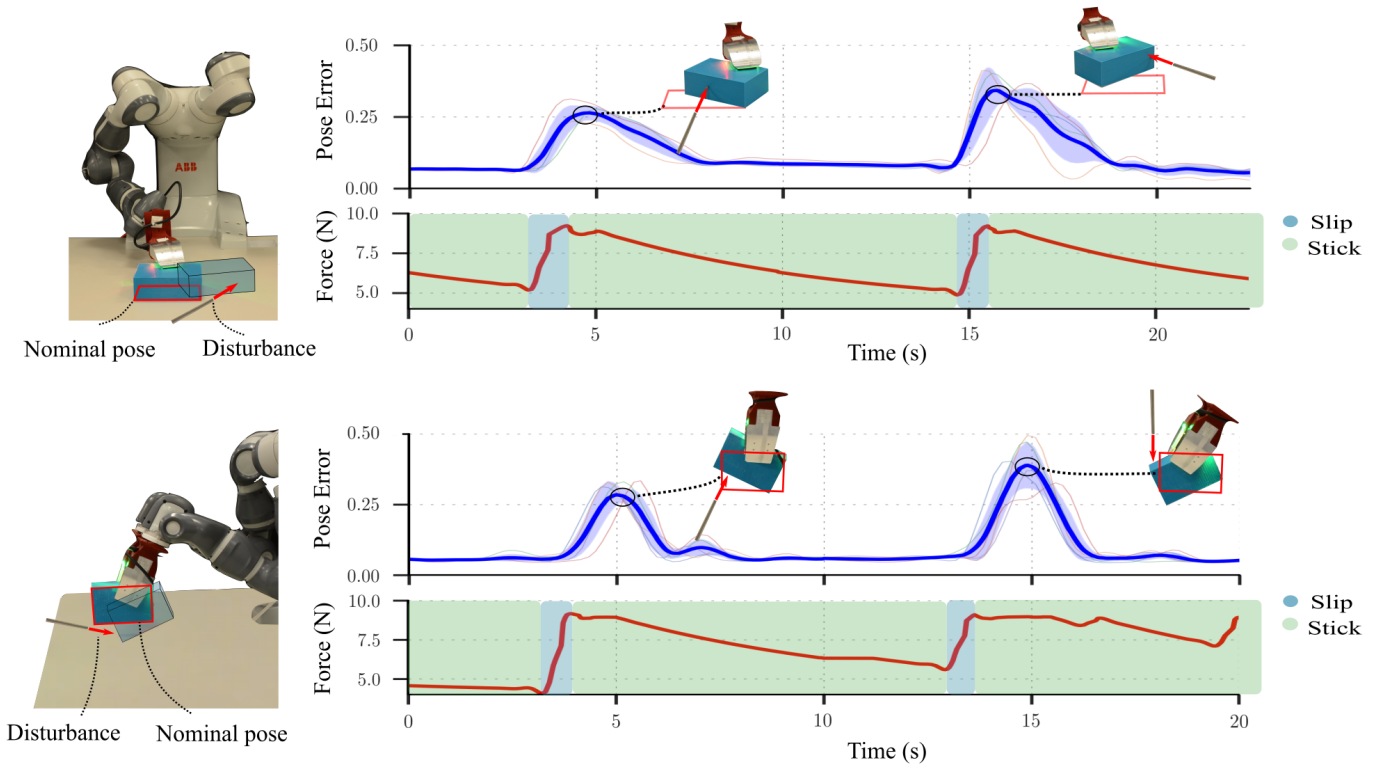 ABB
Nominal pose
Disturbance
Pose Error
0.50
0.25
0.00
Force (N)
10.0
7.5
5.0
0
5
10
15
20
Time (s)
Slip
Stick
Disturbance
Nominal pose
Pose Error
0.50
0.25
0.00
Force (N)
10.0
7.5
5.0
0
5
10
15
20
Time (s)
Slip
Stick